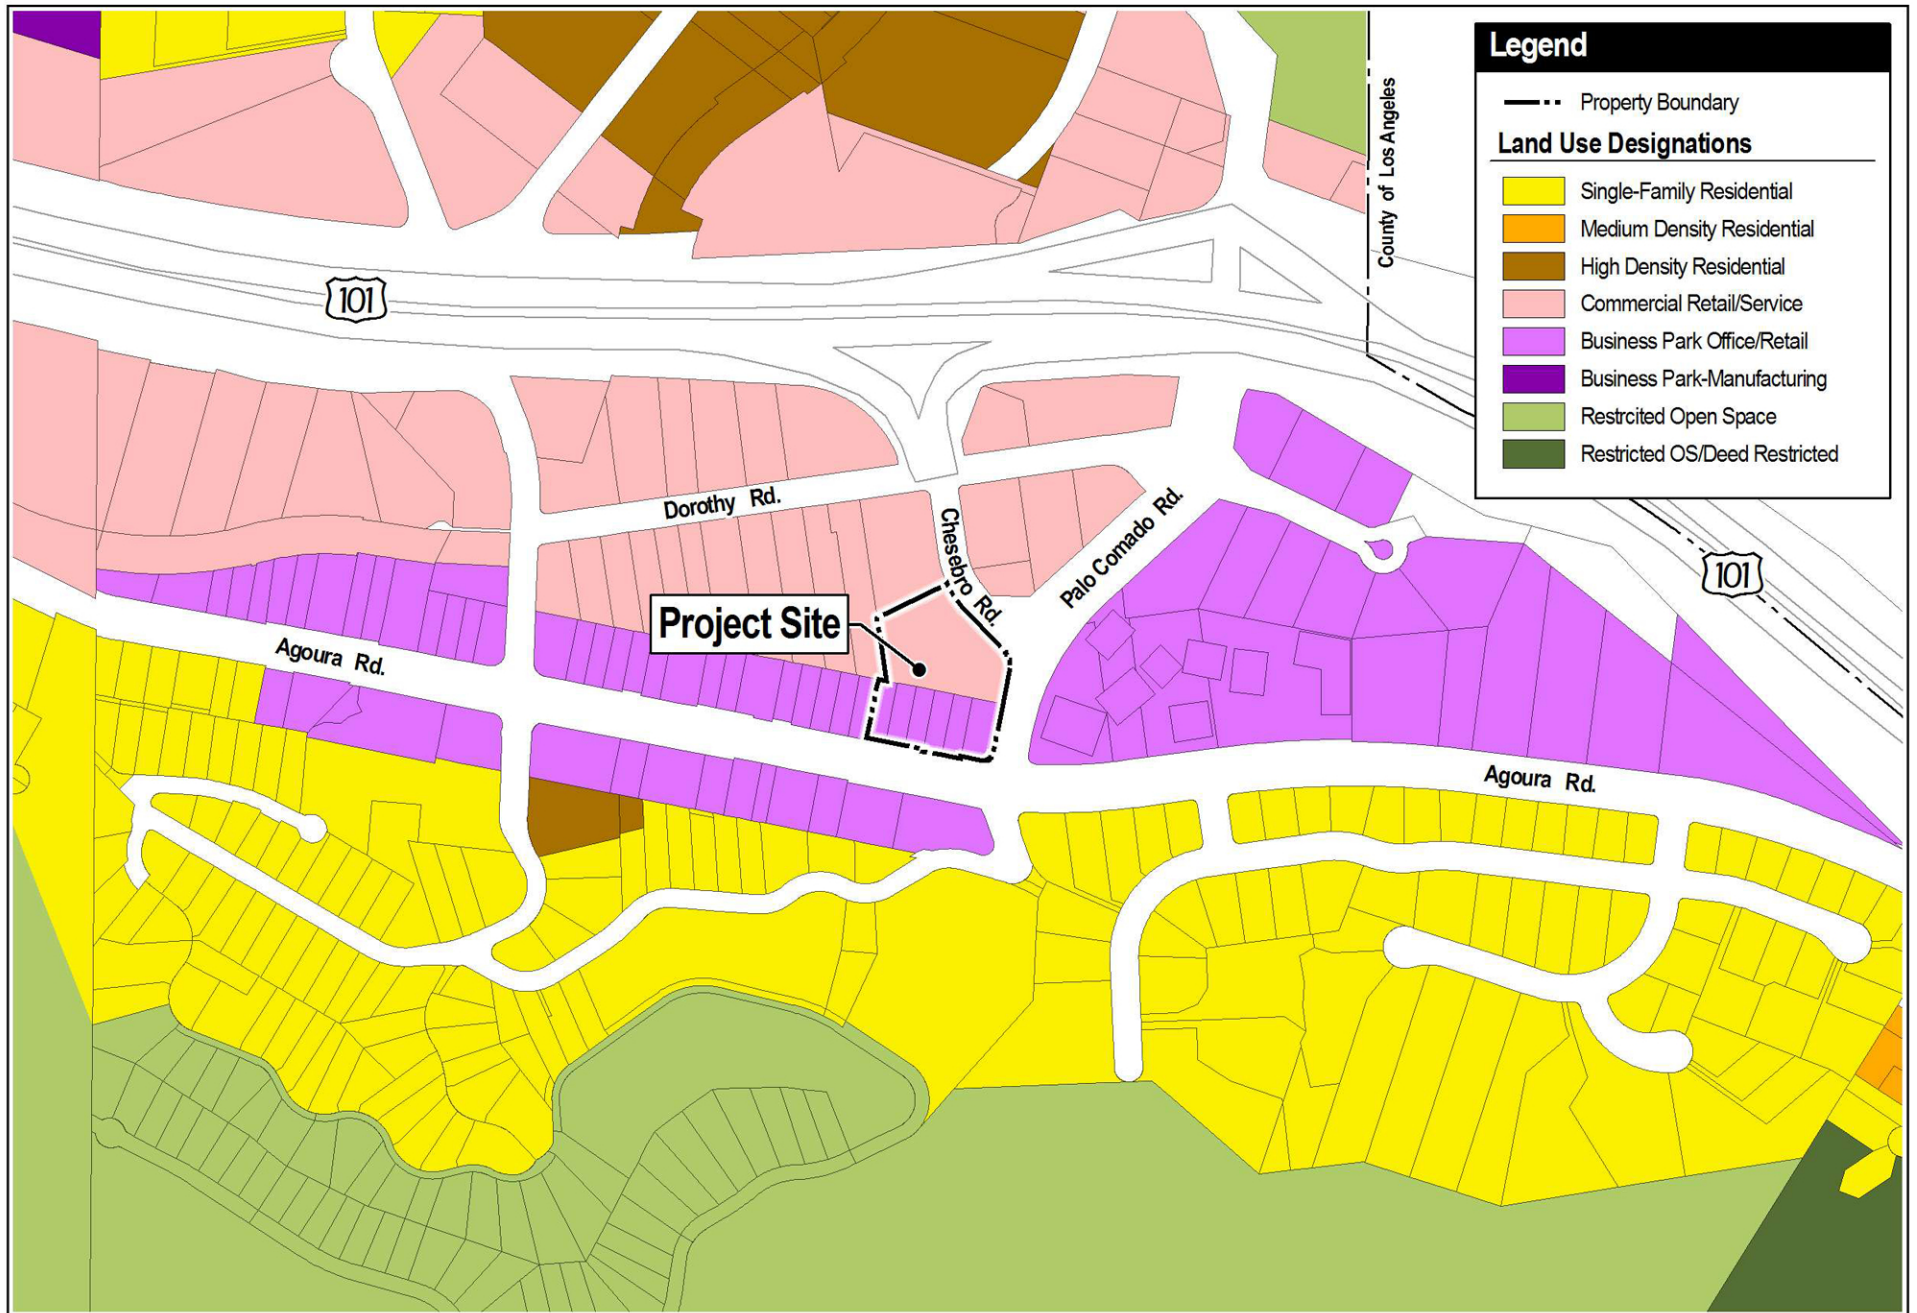 Legend
Property Boundary
Land Use Designations
Single-Family Residential
Medium Density Residential
High Density Residential
Commercial Retail/Service
Business Park Office/Retail
Business Park-Manufacturing
Restrcited Open Space
Restricted OS/Deed Restricted
County of Los Angeles
101
Dorothy Rd.
Chesebro Rd.
Palo Comado Rd.
101
Project Site
Agoura Rd.
Agoura Rd.